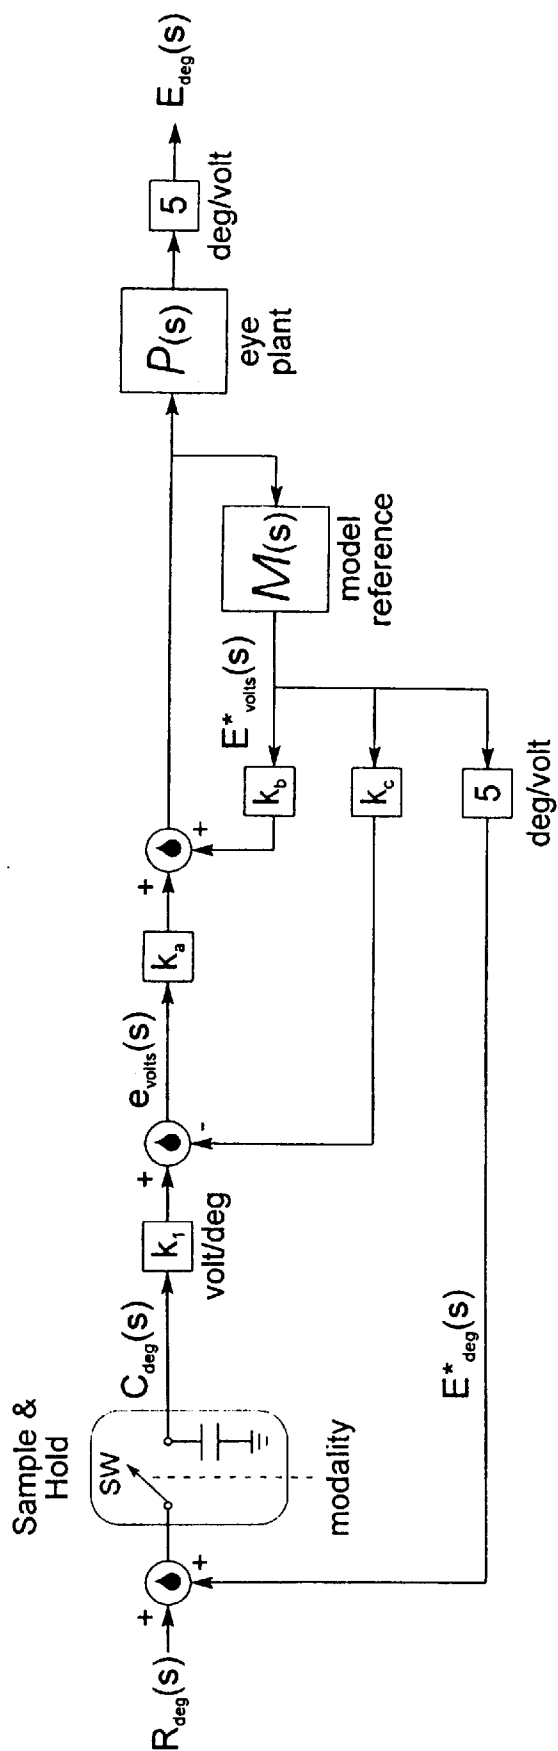 Sample &
Hold
SW
modality
R_deg(s)
+
+
C_deg(s)
k_1
volt/deg
+
-
e_volts(s)
k_a
+
+
P(s)
eye
plant
5
deg/volt
E_deg(s)
M(s)
model
reference
E*_volts(s)
k_b
k_c
5
deg/volt
E*_deg(s)